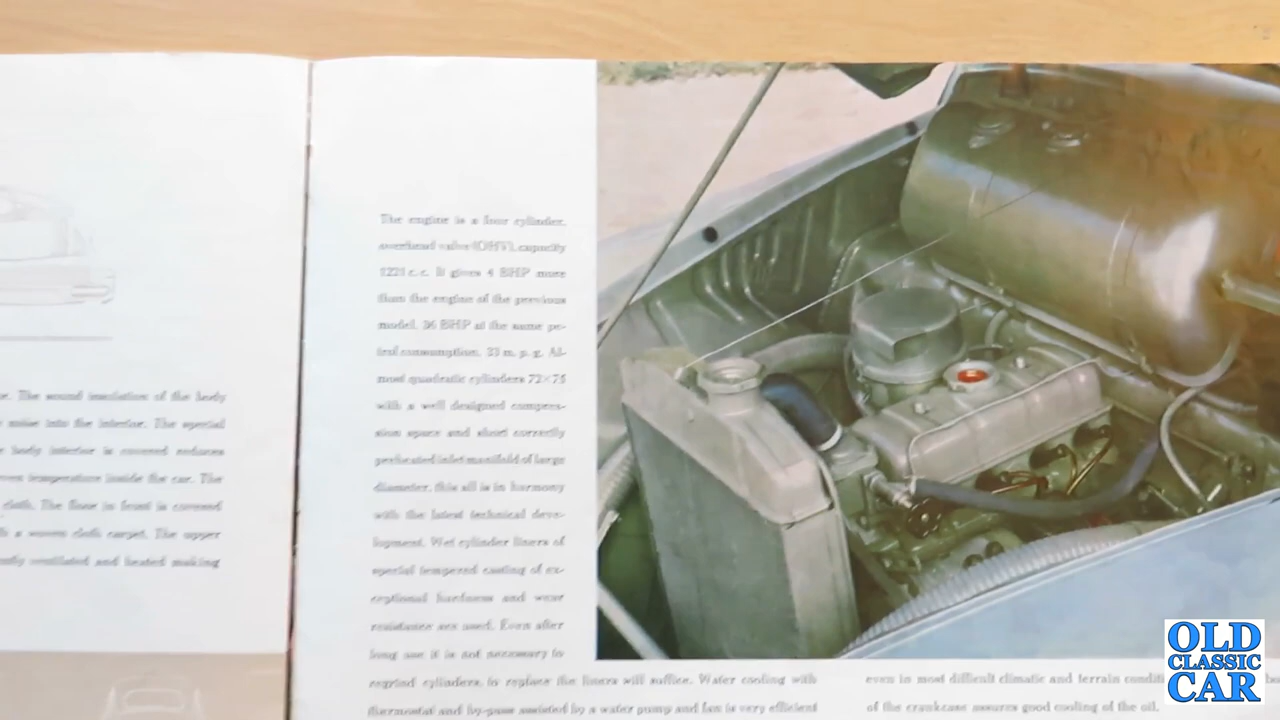 e. The sound insulation of the body
noise into the interior. The special
e body interior is covered reduces
even temperature inside the car. The
cloth. The floor in front is covered
h a woven cloth carpet. The upper
ently ventilated and heated making
The engine is a four cylinder,
overhead valve (OHV), capacity
1221 c. c. It gives 4 BHP more
than the engine of the previous
model, 36 BHP at the same pe-
trol consumption, 33 m. p. g. Al-
most quadratic cylinders 72×75
with a well designed compres-
sion space and short correctly
preheated inlet manifold of large
diameter, this all is in harmony
with the latest technical deve-
lopment. Wet cylinder liners of
special tempered casting of ex-
ceptional hardness and wear
resistance are used. Even after
long use it is not necessary to
regrind cylinders, to replace the liners will suffice. Water cooling with
thermostat and by-pass assisted by a water pump and fan is very efficient
even in most difficult climatic and terrain conditi
of the crankcase assures good cooling of the oil.
OLD
CLASSIC
CAR